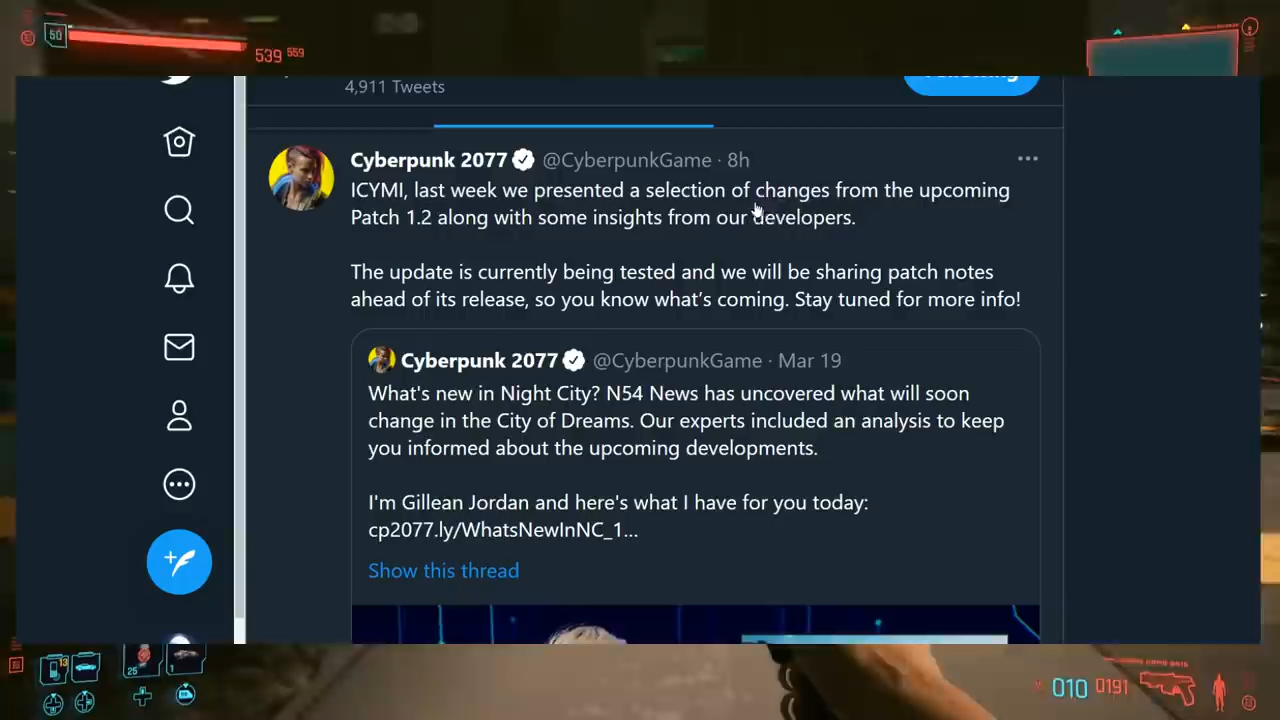 50
539 559
4,911 Tweets
Cyberpunk 2077 @CyberpunkGame · 8h
ICYMI, last week we presented a selection of changes from the upcoming
Patch 1.2 along with some insights from our developers.
The update is currently being tested and we will be sharing patch notes
ahead of its release, so you know what's coming. Stay tuned for more info!
Cyberpunk 2077 @CyberpunkGame · Mar 19
What's new in Night City? N54 News has uncovered what will soon
change in the City of Dreams. Our experts included an analysis to keep
you informed about the upcoming developments.
I'm Gillean Jordan and here's what I have for you today:
cp2077.ly/WhatsNewInNC_1...
Show this thread
13
25
1
010 0191